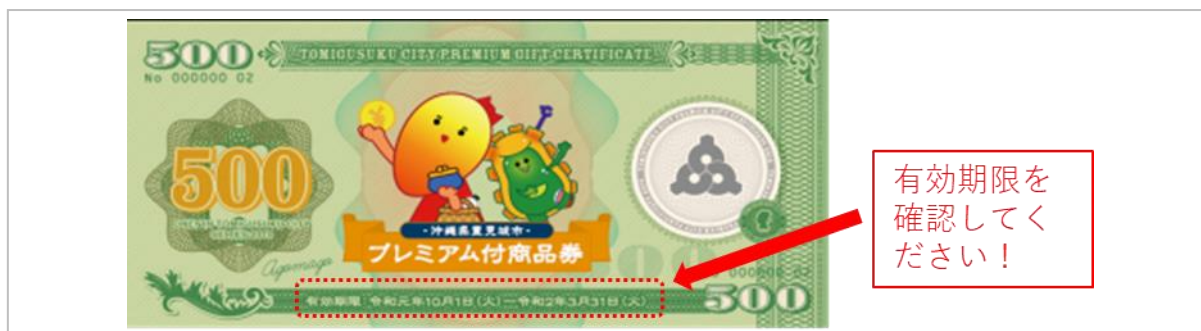 500
TOMIGUSUKU CITY PREMIUM GIFT CERTIFICATE
No 000000 02
500
・沖縄県豊見城市・
プレミアム付商品券
000000 02
有効期限 令和元年10月1日(火)ー令和2年3月31日(火)
500
有効期限を
確認してく
ださい！